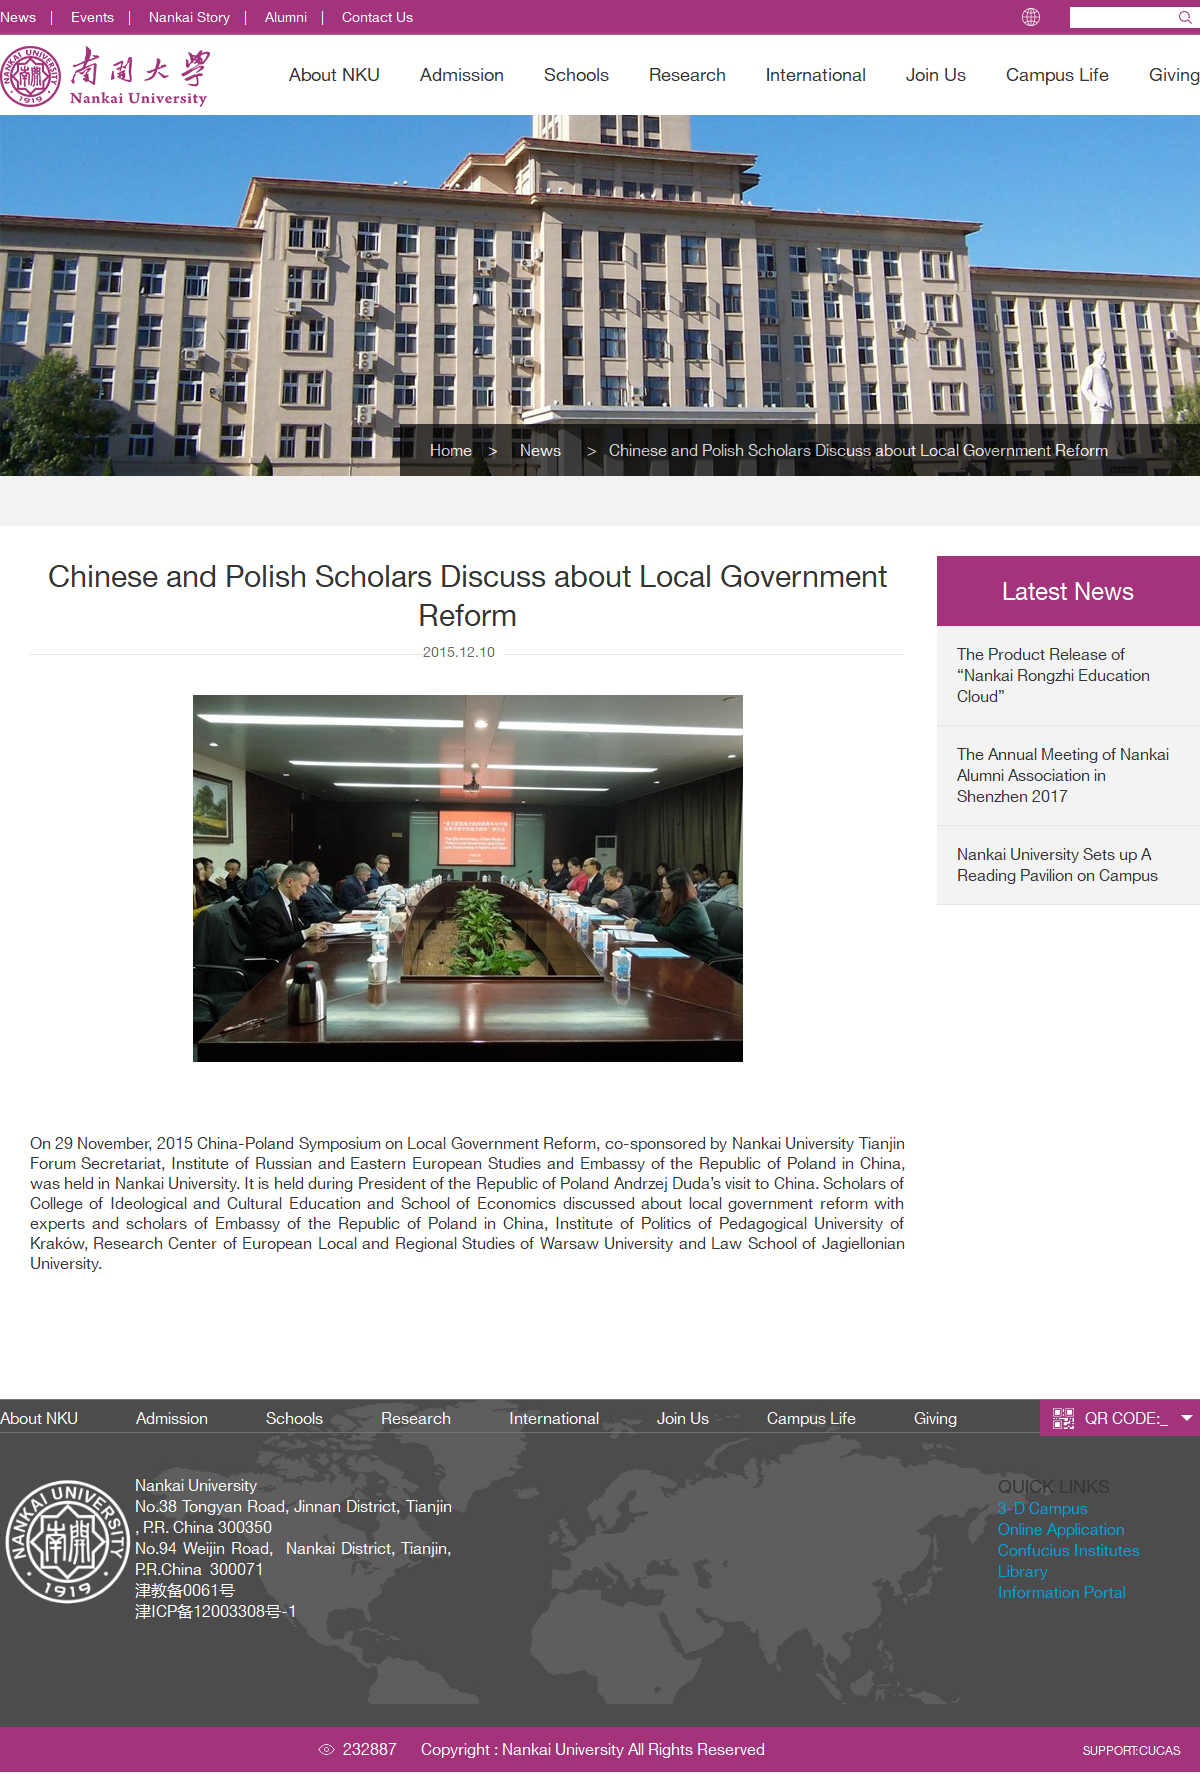 News | Events | Nankai Story | Alumni | Contact Us
南開大學
Nankai University
NANKAI UNIVERSITY
南開
1919
About NKU Admission Schools Research International Join Us Campus Life Giving
Home > News > Chinese and Polish Scholars Discuss about Local Government Reform
Chinese and Polish Scholars Discuss about Local Government
Reform
2015.12.10
Latest News
The Product Release of
“Nankai Rongzhi Education
Cloud”
The Annual Meeting of Nankai
Alumni Association in
Shenzhen 2017
Nankai University Sets up A
Reading Pavilion on Campus
On 29 November, 2015 China-Poland Symposium on Local Government Reform, co-sponsored by Nankai University Tianjin
Forum Secretariat, Institute of Russian and Eastern European Studies and Embassy of the Republic of Poland in China,
was held in Nankai University. It is held during President of the Republic of Poland Andrzej Duda’s visit to China. Scholars of
College of Ideological and Cultural Education and School of Economics discussed about local government reform with
experts and scholars of Embassy of the Republic of Poland in China, Institute of Politics of Pedagogical University of
Kraków, Research Center of European Local and Regional Studies of Warsaw University and Law School of Jagiellonian
University.
About NKU Admission Schools Research International Join Us Campus Life Giving
QR CODE:_
NANKAI UNIVERSITY
南開
1919
Nankai University
No.38 Tongyan Road, Jinnan District, Tianjin
, P.R. China 300350
No.94 Weijin Road, Nankai District, Tianjin,
P.R.China 300071
津教备0061号
津ICP备12003308号-1
QUICK LINKS
3-D Campus
Online Application
Confucius Institutes
Library
Information Portal
232887 Copyright : Nankai University All Rights Reserved
SUPPORT:CUCAS